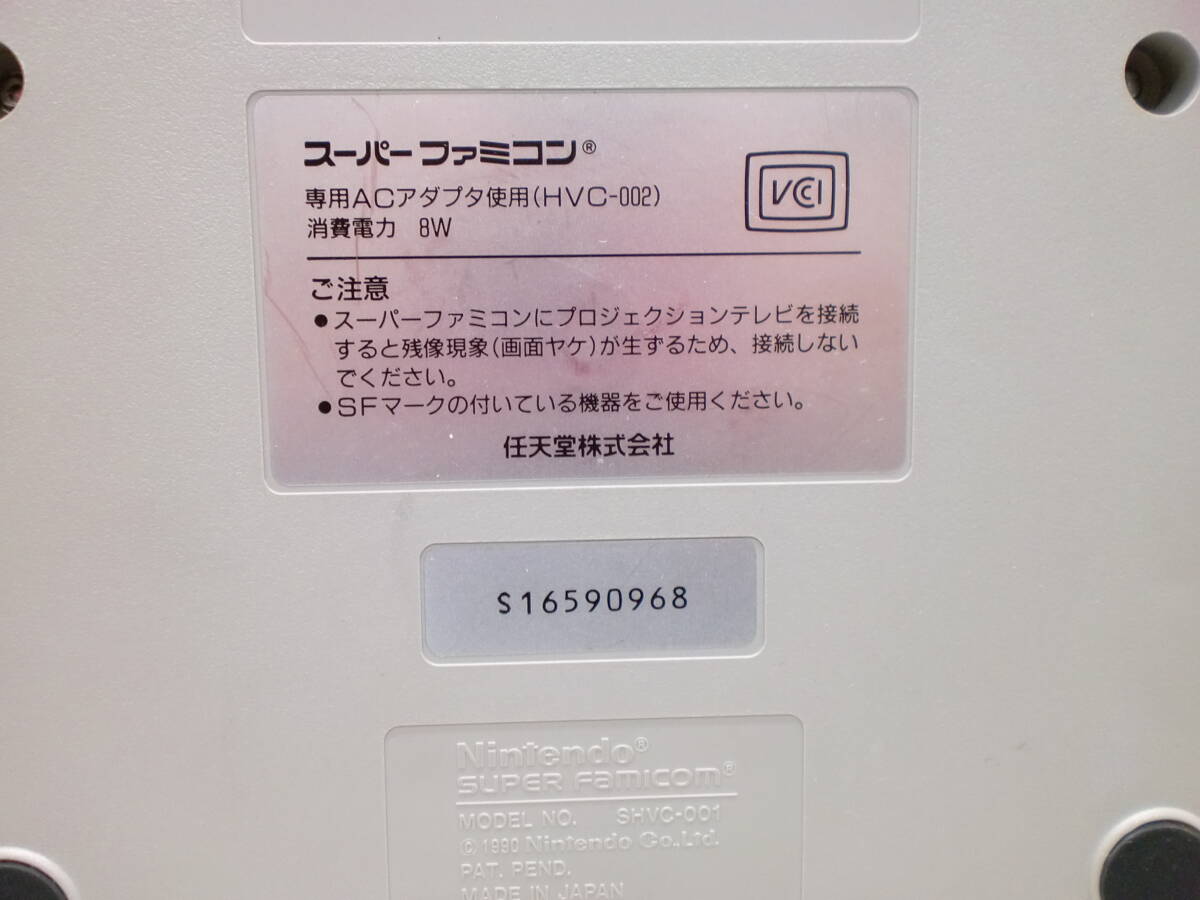 スーパーファミコン®
専用ACアダプタ使用(HVC-002)
消費電力 8W
VCCI
ご注意
●スーパーファミコンにプロジェクションテレビを接続
すると残像現象(画面ヤケ)が生ずるため、接続しない
でください。
●SFマークの付いている機器をご使用ください。
任天堂株式会社
S16590968
Nintendo®
SUPER Famicom®
MODEL NO. SHVC-001
© 1990 Nintendo Co.,Ltd.
PAT. PEND.
MADE IN JAPAN